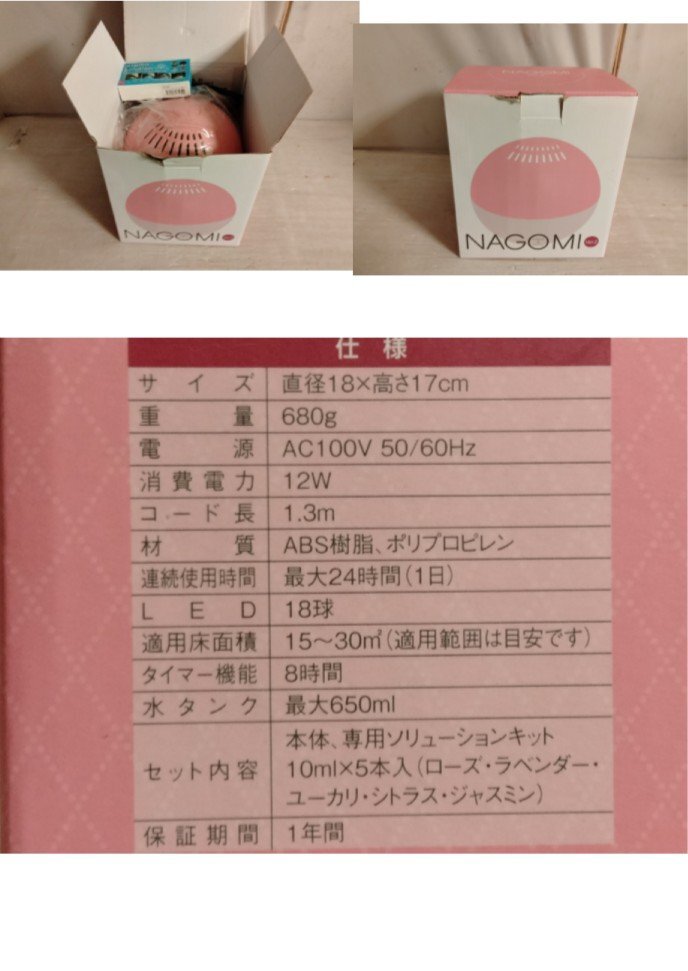 NAGOMI
NAGOMI
NAGOMI
仕様
サイズ 直径18×高さ17cm
重量 680g
電源 AC100V 50/60Hz
消費電力 12W
コード長 1.3m
材質 ABS樹脂、ポリプロピレン
連続使用時間 最大24時間(1日)
LED 18球
適用床面積 15〜30㎡(適用範囲は目安です)
タイマー機能 8時間
水タンク 最大650ml
セット内容 本体、専用ソリューションキット
10ml×5本入(ローズ・ラベンダー・
ユーカリ・シトラス・ジャスミン)
保証期間 1年間